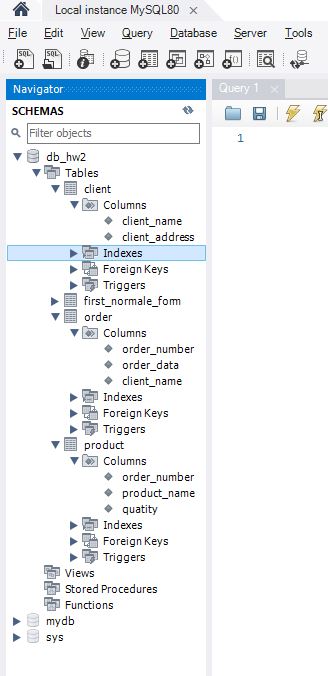 Local instance MySQL80 ×
File Edit View Query Database Server Tools
SQL SQL
Navigator Query 1 ×
SCHEMAS
Filter objects
1
db_hw2
Tables
client
Columns
client_name
client_address
Indexes
Foreign Keys
Triggers
first_normale_form
order
Columns
order_number
order_data
client_name
Indexes
Foreign Keys
Triggers
product
Columns
order_number
product_name
quatity
Indexes
Foreign Keys
Triggers
Views
Stored Procedures
Functions
mydb
sys